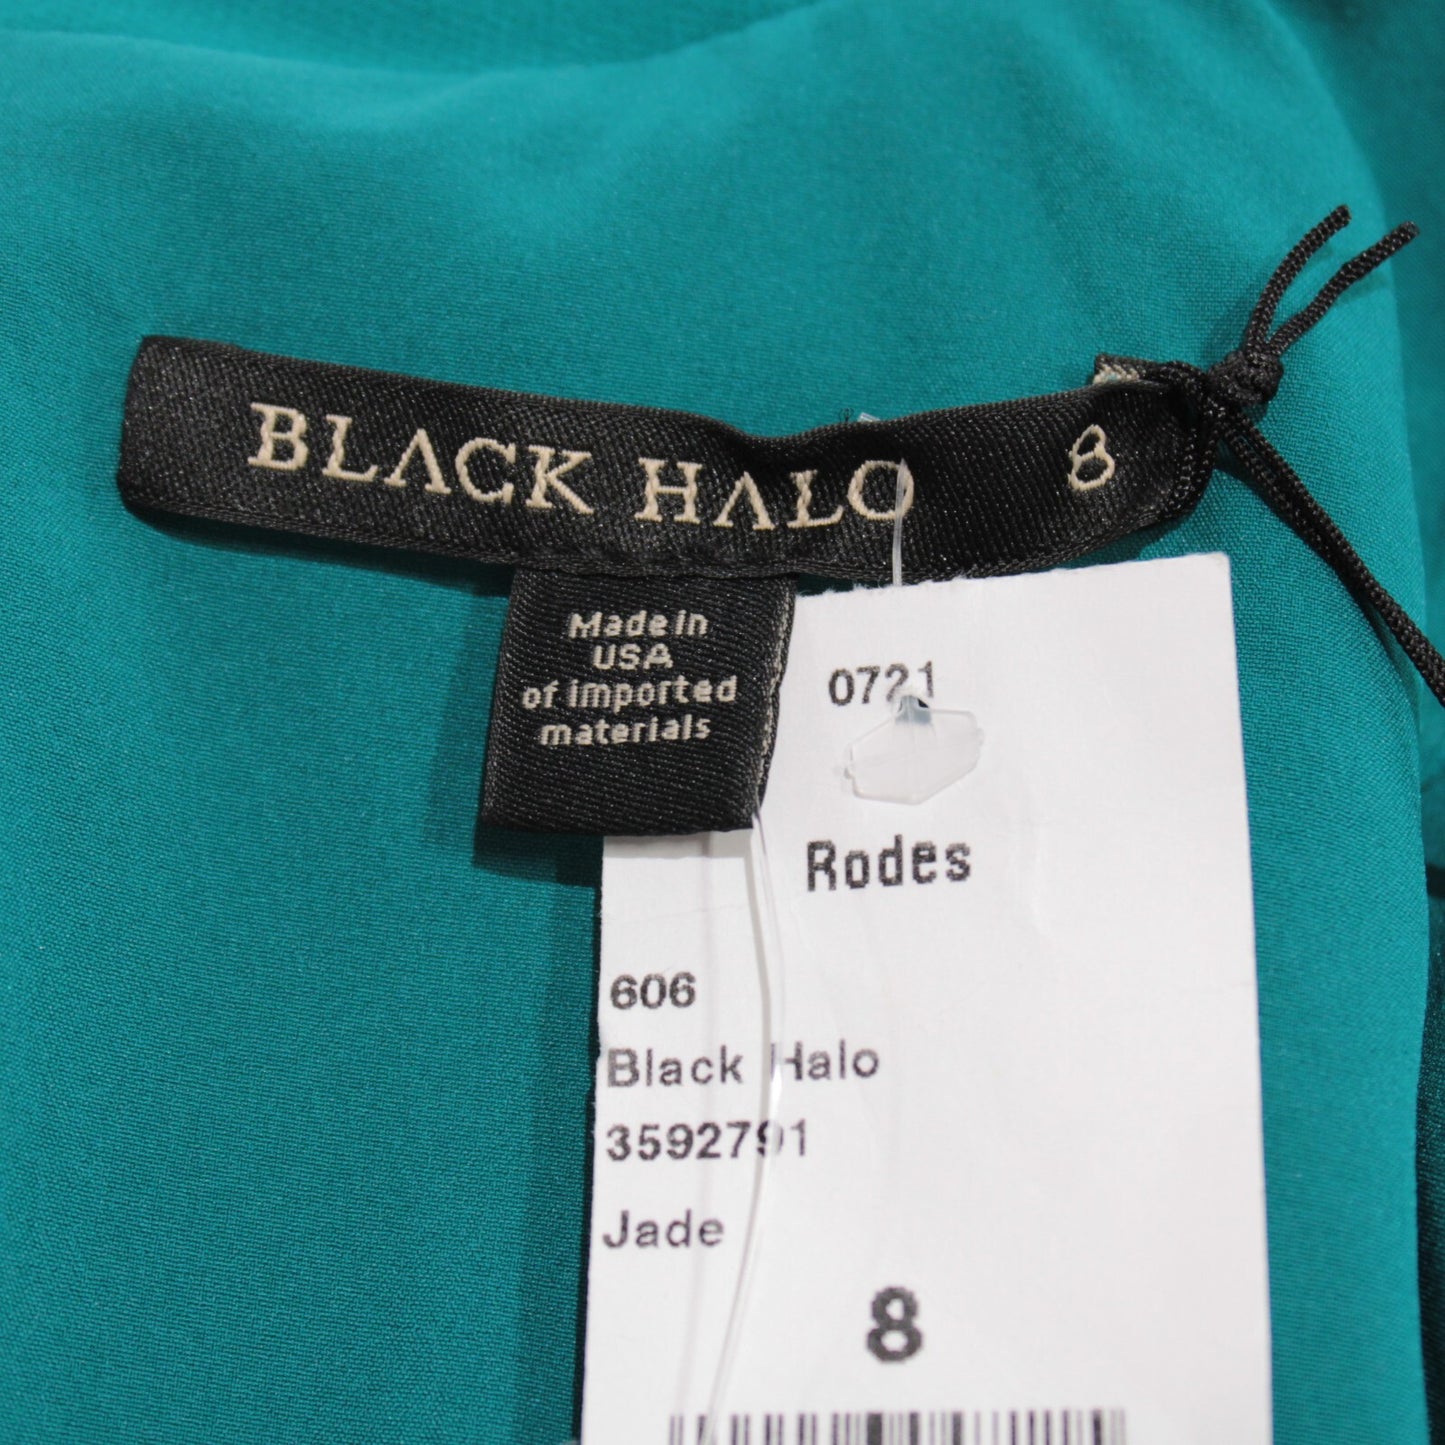 BLACK HALO 8
Made in
USA
of imported
materials
0721
Rodes
606
Black Halo
3592791
Jade
8